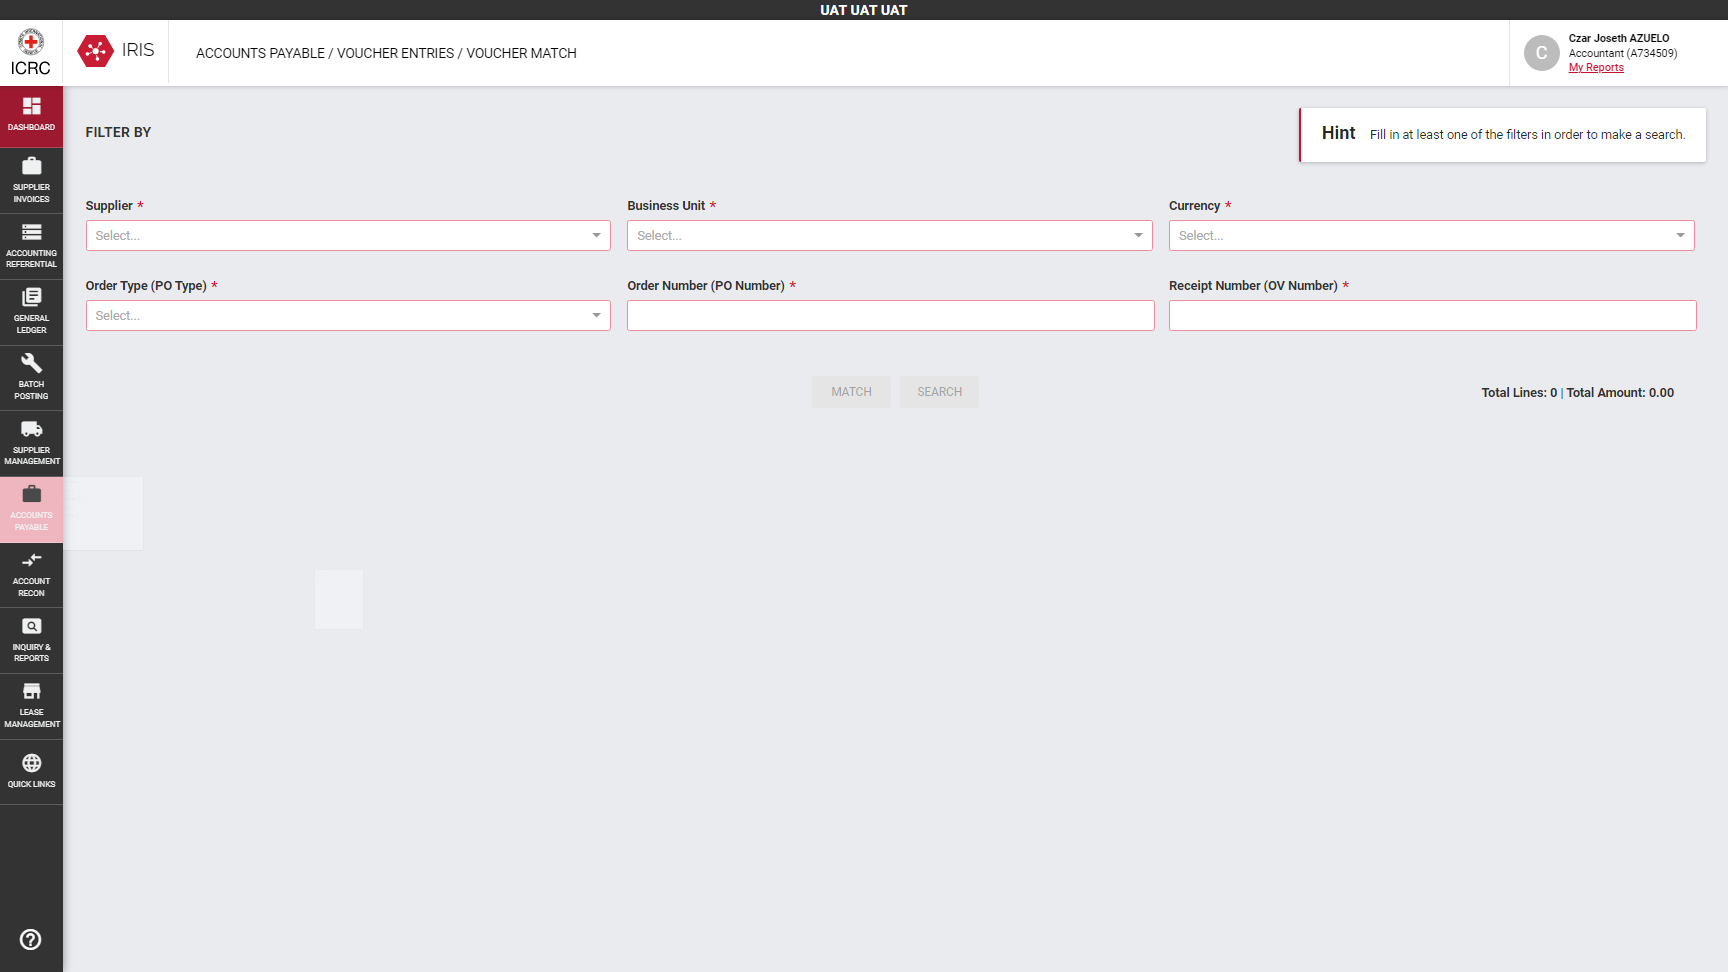 UAT UAT UAT
ICRC
IRIS
ACCOUNTS PAYABLE / VOUCHER ENTRIES / VOUCHER MATCH
C
Czar Joseth AZUELO
Accountant (A734509)
My Reports
DASHBOARD
SUPPLIER
INVOICES
ACCOUNTING
REFERENTIAL
GENERAL
LEDGER
BATCH
POSTING
SUPPLIER
MANAGEMENT
ACCOUNTS
PAYABLE
ACCOUNT
RECON
INQUIRY &
REPORTS
LEASE
MANAGEMENT
QUICK LINKS
FILTER BY
Hint Fill in at least one of the filters in order to make a search.
Supplier * Business Unit * Currency *
Select... Select... Select...
Order Type (PO Type) * Order Number (PO Number) * Receipt Number (OV Number) *
Select...
MATCH SEARCH Total Lines: 0 | Total Amount: 0.00